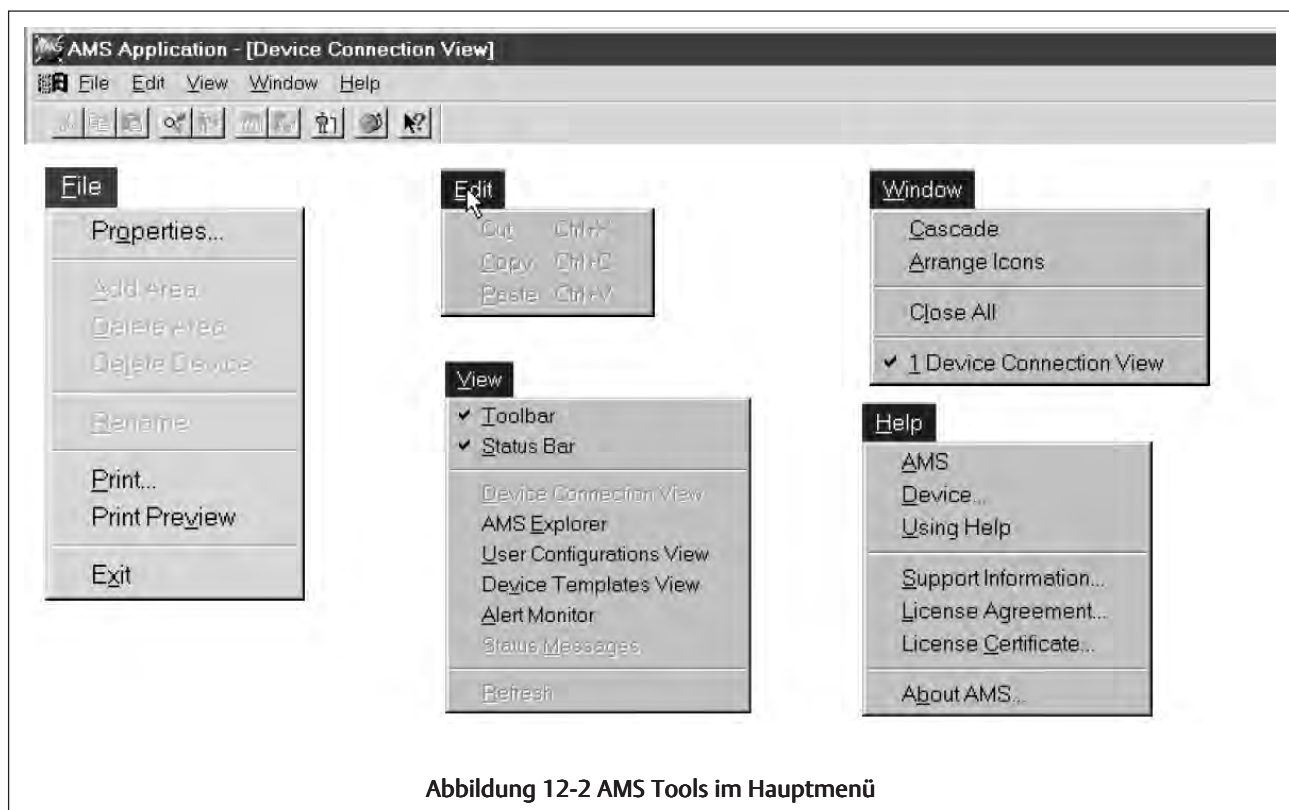 AMS Application - [Device Connection View]
File Edit View Window Help
File
Properties...
Add Area
Delete Area
Delete Device
Rename
Print...
Print Preview
Exit
Edit
Cut Ctrl+X
Copy Ctrl+C
Paste Ctrl+V
View
✓ Toolbar
✓ Status Bar
Device Connection View
AMS Explorer
User Configurations View
Device Templates View
Alert Monitor
Status Messages
Refresh
Window
Cascade
Arrange Icons
Close All
✓ 1 Device Connection View
Help
AMS
Device...
Using Help
Support Information...
License Agreement...
License Certificate...
About AMS...
Abbildung 12-2 AMS Tools im Hauptmenü